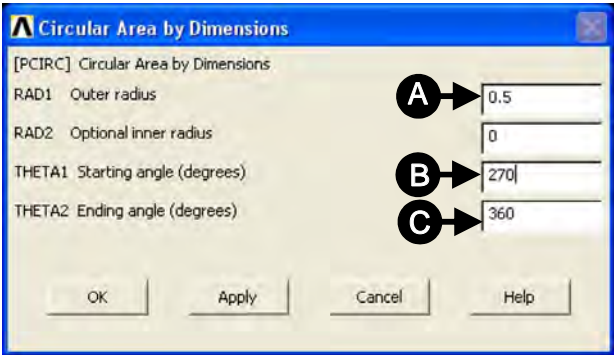 Circular Area by Dimensions
[PCIRC] Circular Area by Dimensions
RAD1 Outer radius A 0.5
RAD2 Optional inner radius 0
THETA1 Starting angle (degrees) B 270
THETA2 Ending angle (degrees) C 360
OK Apply Cancel Help